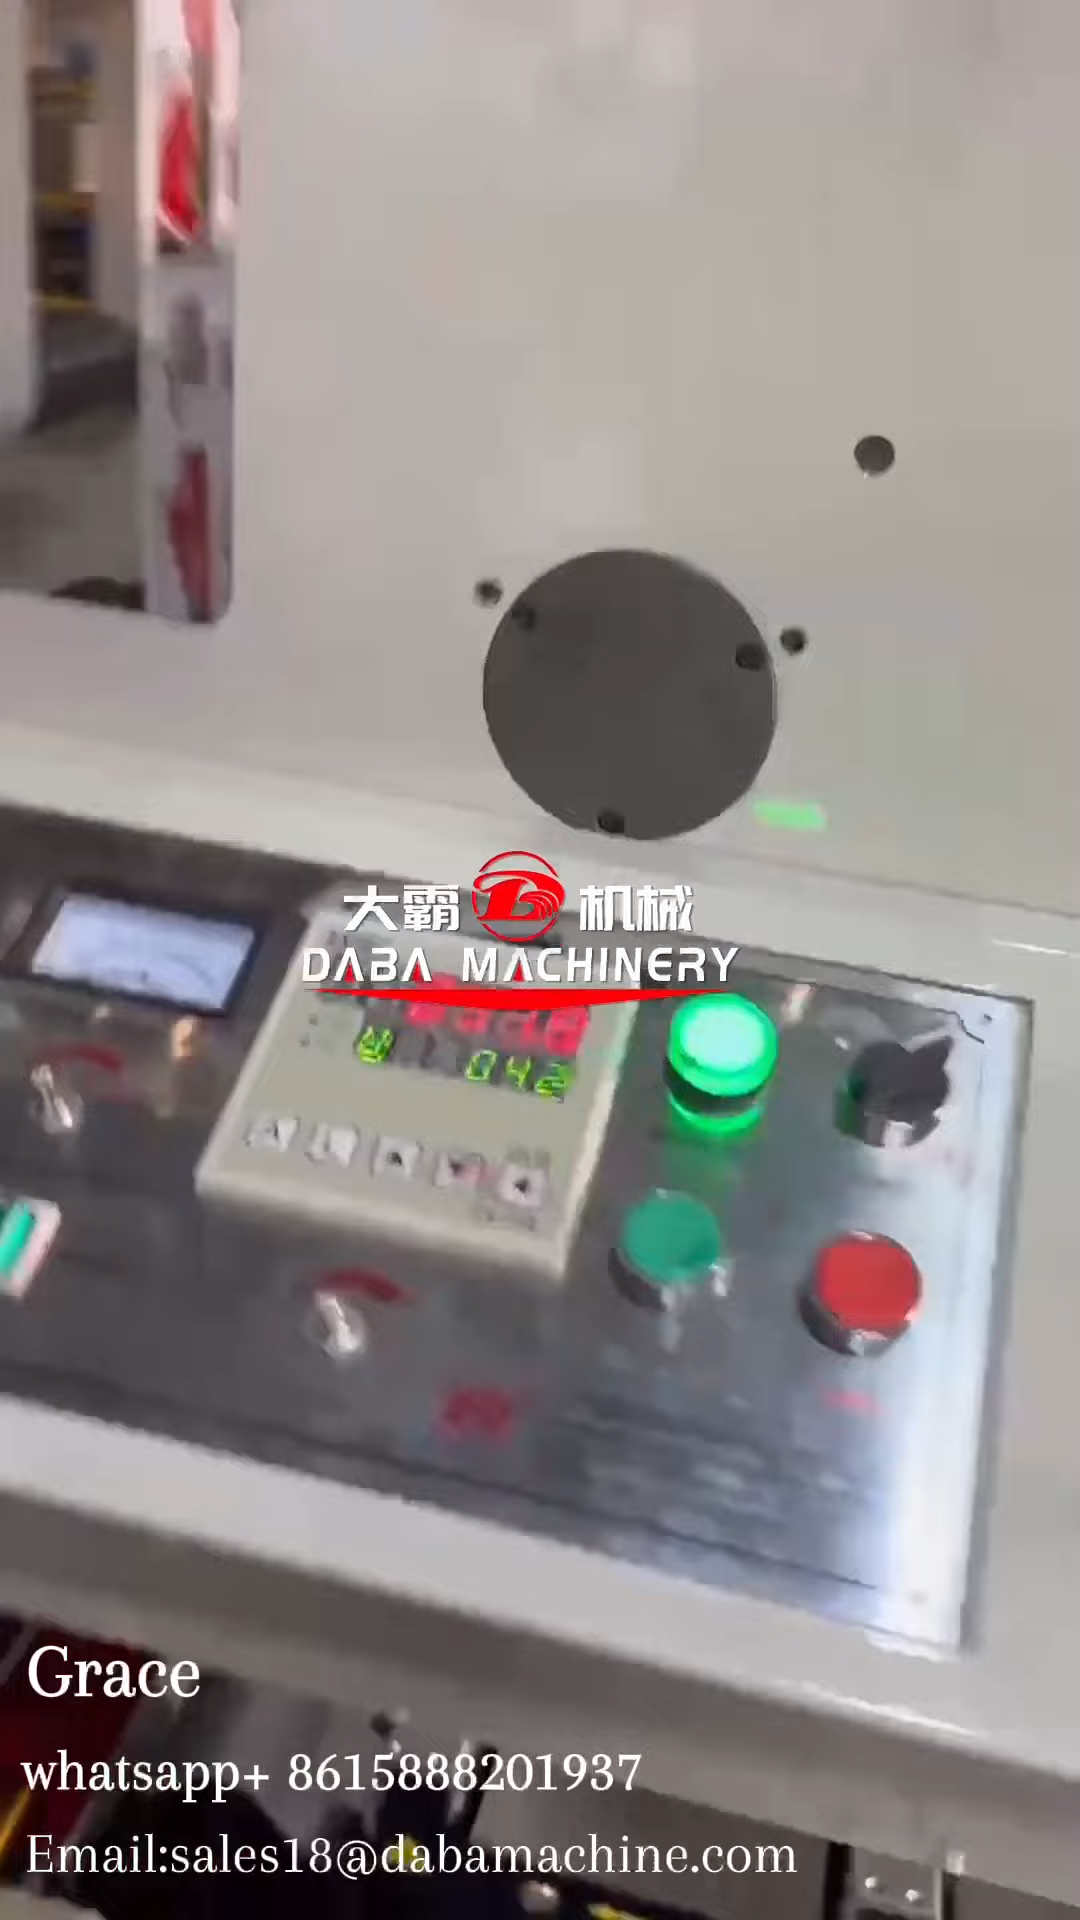 大霸 机械
DABA MACHINERY
042
Grace
whatsapp+ 8615888201937
Email:sales18@dabamachine.com